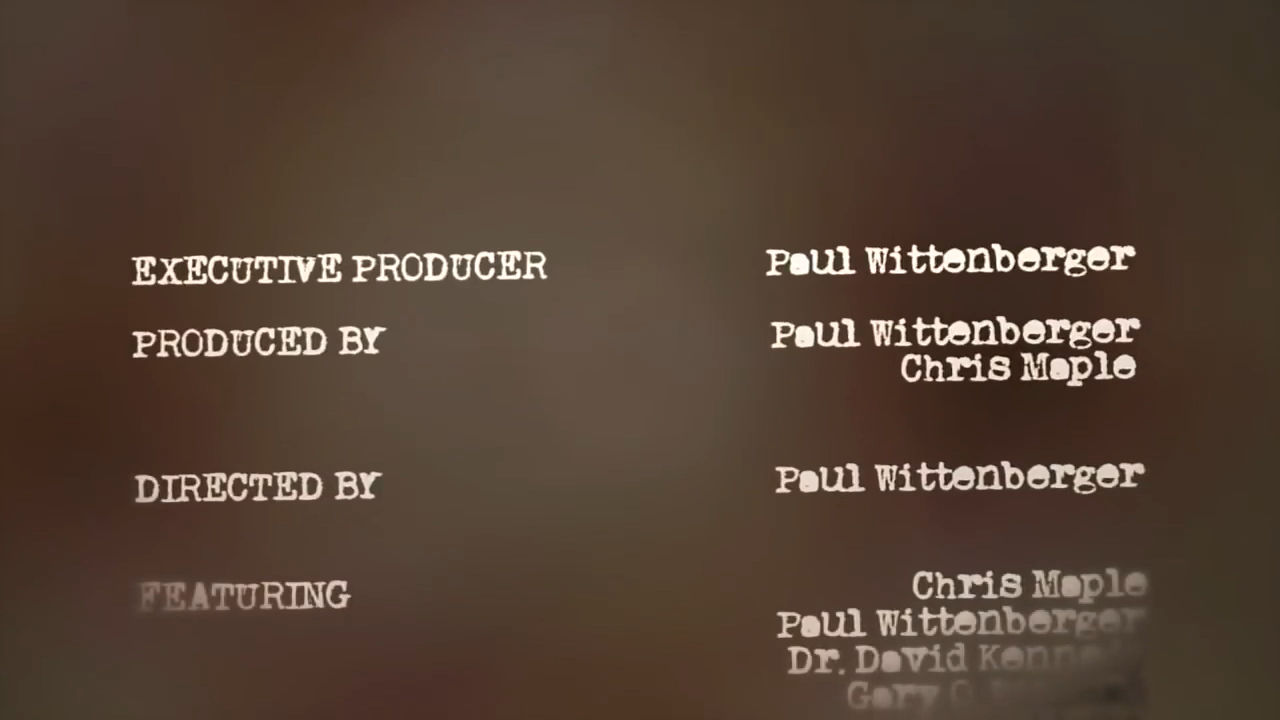 EXECUTIVE PRODUCER Paul Wittenberger
PRODUCED BY Paul Wittenberger
Chris Maple
DIRECTED BY Paul Wittenberger
FEATURING Chris Maple
Paul Wittenberger
Dr. David
Gary